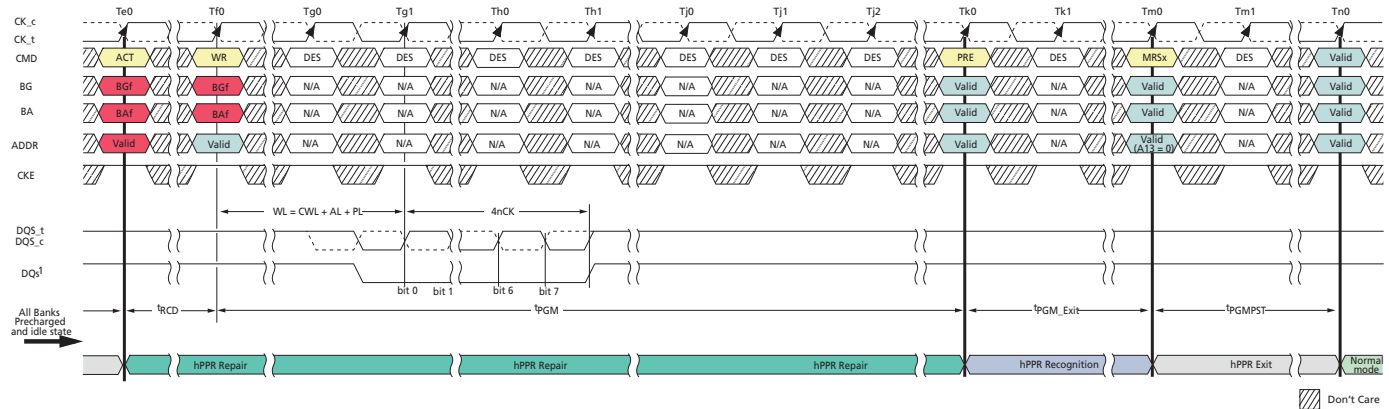 Te0 Tf0 Tg0 Tg1 Th0 Th1 Tj0 Tj1 Tj2 Tk0 Tk1 Tm0 Tm1 Tn0
CK_c
CK_t
CMD ACT WR DES DES DES DES DES DES DES PRE DES MRSx DES Valid
BG BGf BGf N/A N/A N/A N/A N/A N/A N/A Valid N/A Valid N/A Valid
BA BAf BAf N/A N/A N/A N/A N/A N/A N/A Valid N/A Valid N/A Valid
ADDR Valid Valid N/A N/A N/A N/A N/A N/A N/A Valid N/A Valid (A13 = 0) N/A Valid
CKE
WL = CWL + AL + PL 4nCK
DQS_t
DQS_c
DQs1
bit 0 bit 1 bit 6 bit 7
All Banks
Precharged
and idle state
tRCD tPGM tPGM_Exit tPGMPST
hPPR Repair hPPR Repair hPPR Repair hPPR Recognition hPPR Exit Normal
mode
Don't Care